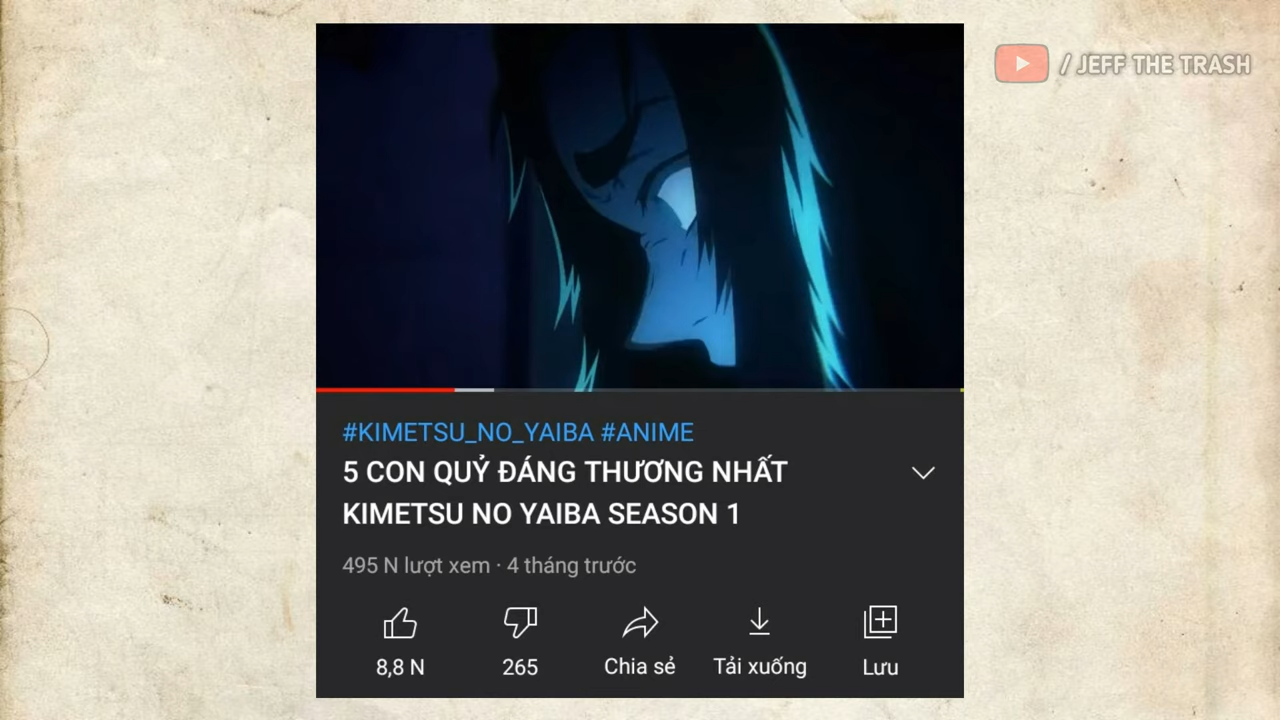 / JEFF THE TRASH
#KIMETSU_NO_YAIBA #ANIME
5 CON QUỶ ĐÁNG THƯƠNG NHẤT
KIMETSU NO YAIBA SEASON 1
495 N lượt xem · 4 tháng trước
8,8 N 265 Chia sẻ Tải xuống Lưu